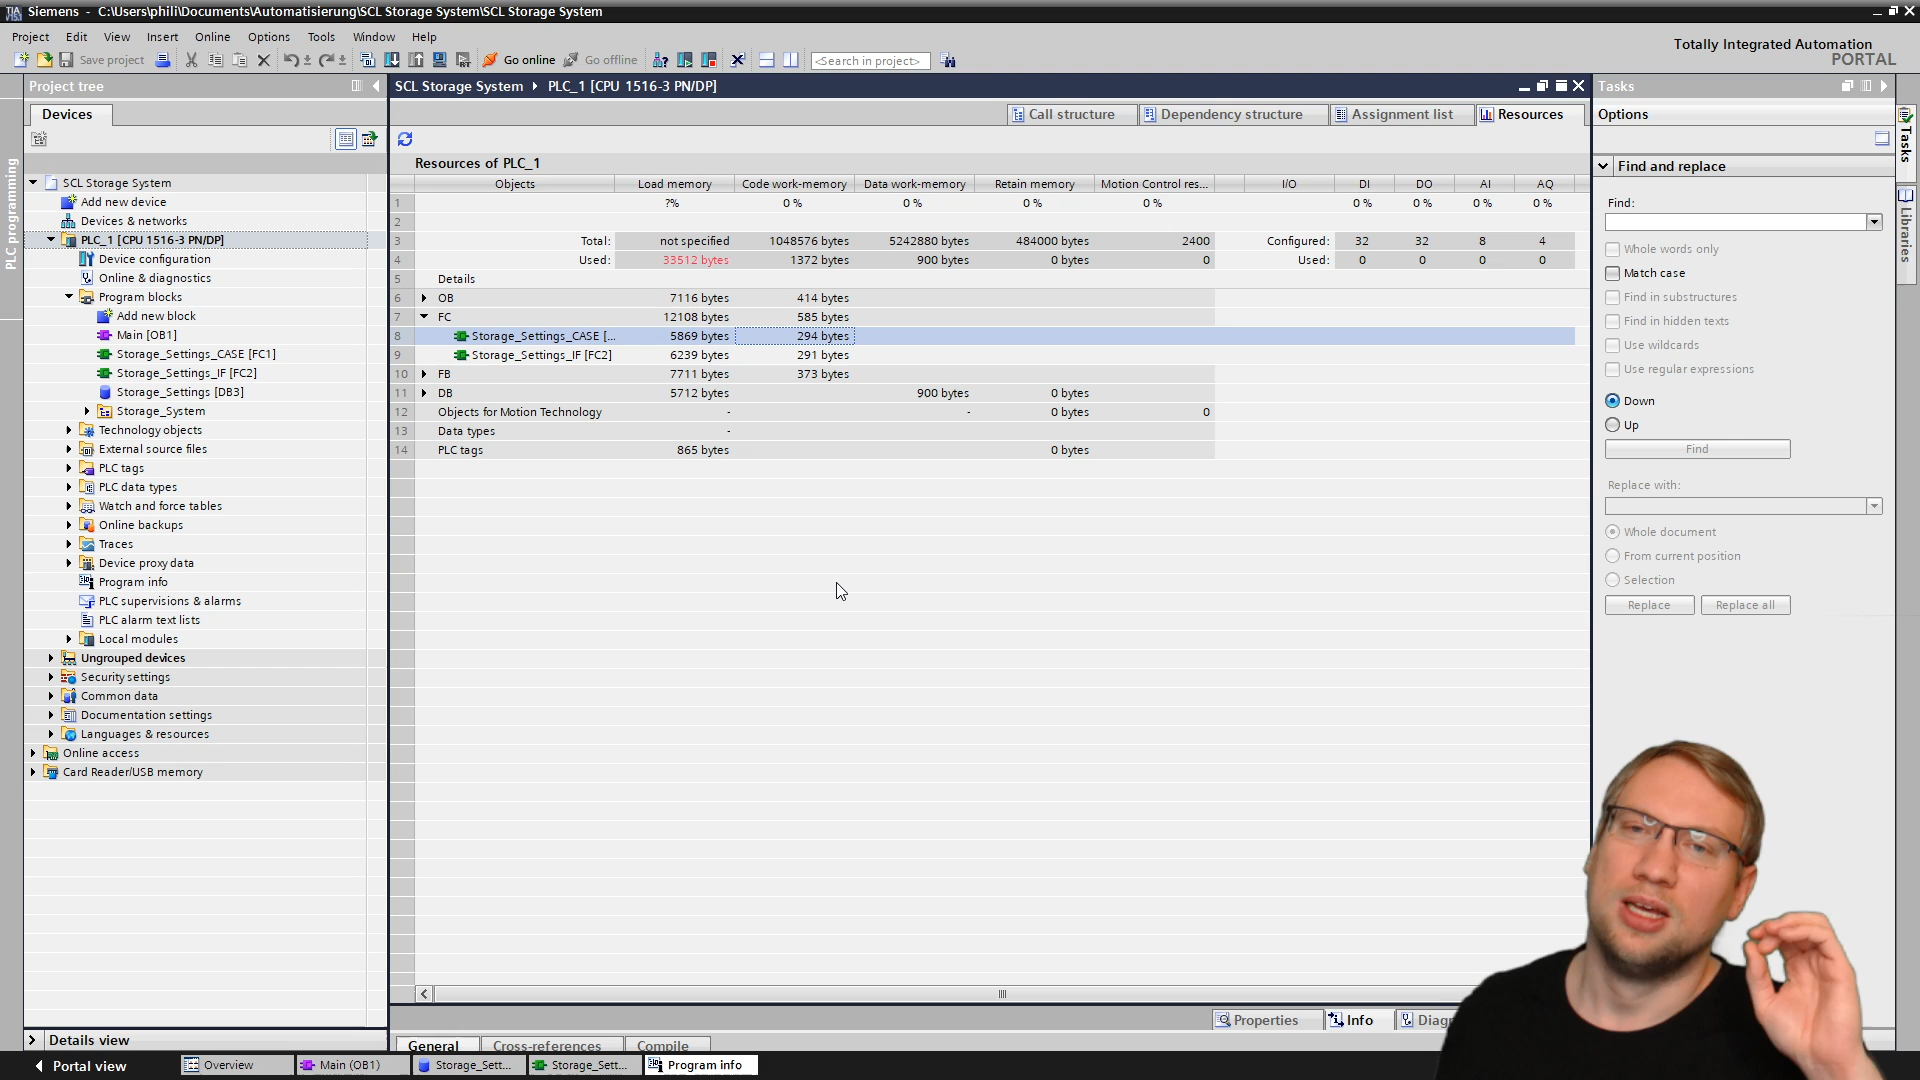 Siemens - C:\Users\phili\Documents\Automatisierung\SCL Storage System\SCL Storage System
Project Edit View Insert Online Options Tools Window Help
Totally Integrated Automation
PORTAL
Save project Go online Go offline <Search in project>
Project tree
SCL Storage System PLC_1 [CPU 1516-3 PN/DP]
Tasks
Devices
Call structure Dependency structure Assignment list Resources
Options
PLC programming
Tasks
Libraries
SCL Storage System
Add new device
Devices & networks
PLC_1 [CPU 1516-3 PN/DP]
Device configuration
Online & diagnostics
Program blocks
Add new block
Main [OB1]
Storage_Settings_CASE [FC1]
Storage_Settings_IF [FC2]
Storage_Settings [DB3]
Storage_System
Technology objects
External source files
PLC tags
PLC data types
Watch and force tables
Online backups
Traces
Device proxy data
Program info
PLC supervisions & alarms
PLC alarm text lists
Local modules
Ungrouped devices
Security settings
Common data
Documentation settings
Languages & resources
Online access
Card Reader/USB memory
Details view
Resources of PLC_1
Objects Load memory Code work-memory Data work-memory Retain memory Motion Control res... I/O DI DO AI AQ
1 ?% 0 % 0 % 0 % 0 % 0 % 0 % 0 % 0 %
2
3 Total: not specified 1048576 bytes 5242880 bytes 484000 bytes 2400 Configured: 32 32 8 4
4 Used: 33512 bytes 1372 bytes 900 bytes 0 bytes 0 Used: 0 0 0 0
5 Details
6 OB 7116 bytes 414 bytes
7 FC 12108 bytes 585 bytes
8 Storage_Settings_CASE [... 5869 bytes 294 bytes
9 Storage_Settings_IF [FC2] 6239 bytes 291 bytes
10 FB 7711 bytes 373 bytes
11 DB 5712 bytes 900 bytes 0 bytes
12 Objects for Motion Technology - - 0 bytes 0
13 Data types -
14 PLC tags 865 bytes 0 bytes
Find and replace
Find:
Whole words only
Match case
Find in substructures
Find in hidden texts
Use wildcards
Use regular expressions
Down
Up
Find
Replace with:
Whole document
From current position
Selection
Replace Replace all
Properties Info Diag
General Cross-references Compile
Portal view Overview Main (OB1) Storage_Sett... Storage_Sett... Program info